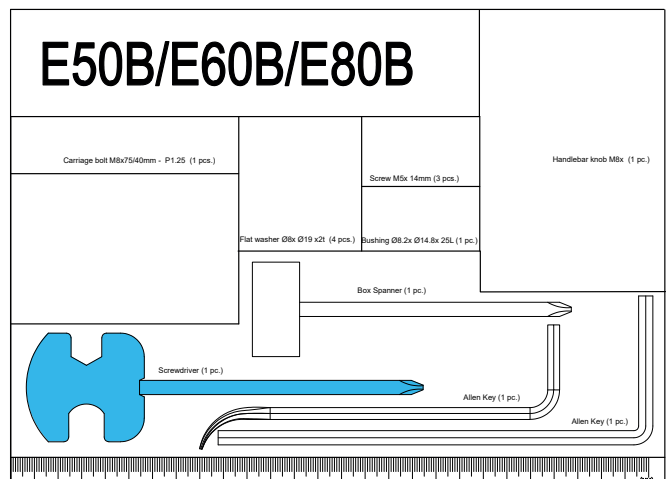 E50B/E60B/E80B
Carriage bolt M8x75/40mm - P1.25 (1 pcs.)
Handlebar knob M8x (1 pc.)
Screw M5x 14mm (3 pcs.)
Flat washer Ø8x Ø19 x2t (4 pcs.)
Bushing Ø8.2x Ø14.8x 25L (1 pc.)
Box Spanner (1 pc.)
Screwdriver (1 pc.)
Allen Key (1 pc.)
Allen Key (1 pc.)